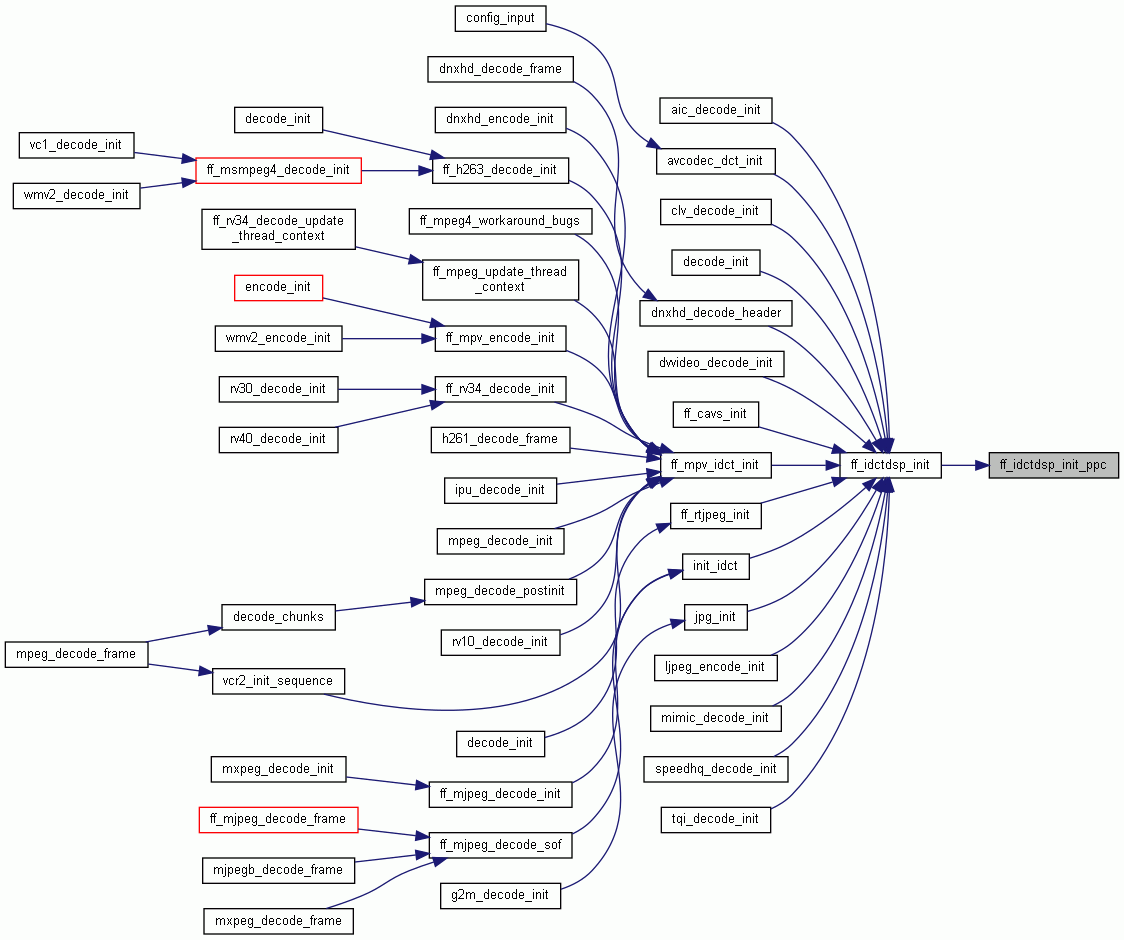 config_input
dnxhd_decode_frame
aic_decode_init
decode_init
dnxhd_encode_init
vc1_decode_init
avcodec_dct_init
ff_msmpeg4_decode_init
ff_h263_decode_init
wmv2_decode_init
clv_decode_init
ff_rv34_decode_update
_thread_context
ff_mpeg4_workaround_bugs
decode_init
ff_mpeg_update_thread
_context
encode_init
dnxhd_decode_header
wmv2_encode_init
ff_mpv_encode_init
dvvideo_decode_init
rv30_decode_init
ff_rv34_decode_init
ff_cavs_init
rv40_decode_init
h261_decode_frame
ff_mpv_idct_init
ff_idctdsp_init
ff_idctdsp_init_ppc
ipu_decode_init
ff_rtjpeg_init
mpeg_decode_init
init_idct
mpeg_decode_postinit
decode_chunks
jpg_init
rv10_decode_init
mpeg_decode_frame
ljpeg_encode_init
vcr2_init_sequence
mimic_decode_init
decode_init
mxpeg_decode_init
speedhq_decode_init
ff_mjpeg_decode_init
ff_mjpeg_decode_frame
tqi_decode_init
ff_mjpeg_decode_sof
mjpegb_decode_frame
g2m_decode_init
mxpeg_decode_frame